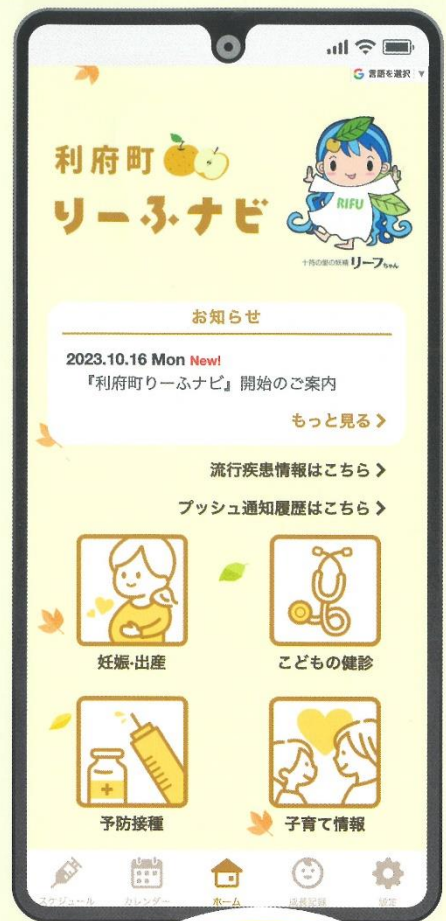 G 言語を選択 ▼
利府町
りーふナビ
RIFU
十符の里の妖精 リーフちゃん
お知らせ
2023.10.16 Mon New!
『利府町りーふナビ』開始のご案内
もっと見る >
流行疾患情報はこちら >
プッシュ通知履歴はこちら >
妊娠・出産
こどもの健診
予防接種
子育て情報
スケジュール
カレンダー
ホーム
成長記録
設定